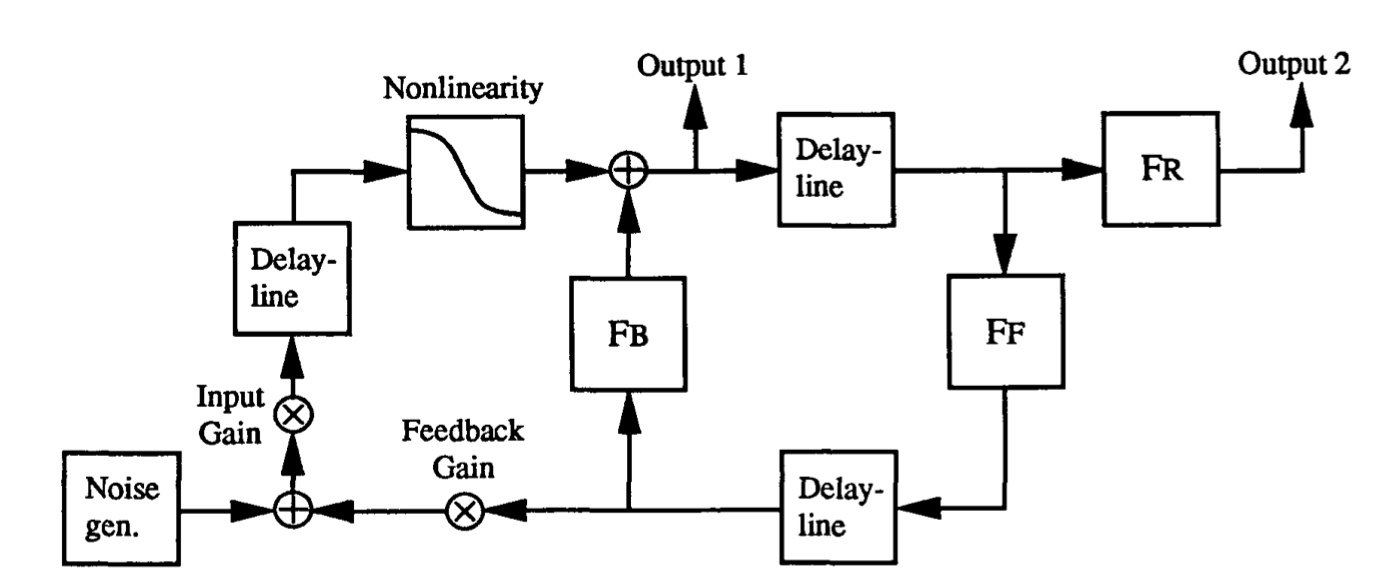 Output 1
Output 2
Nonlinearity
Delay-
line
FR
Delay-
line
FB
FF
Input
Gain
Feedback
Gain
Noise
gen.
Delay-
line